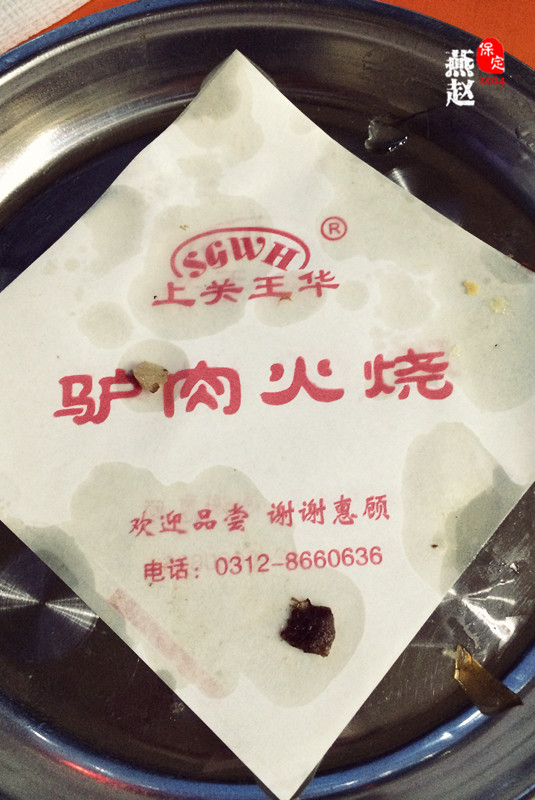 燕赵
保定
SGWH
®
上关王华
驴肉火烧
欢迎品尝 谢谢惠顾
电话：0312-8660636